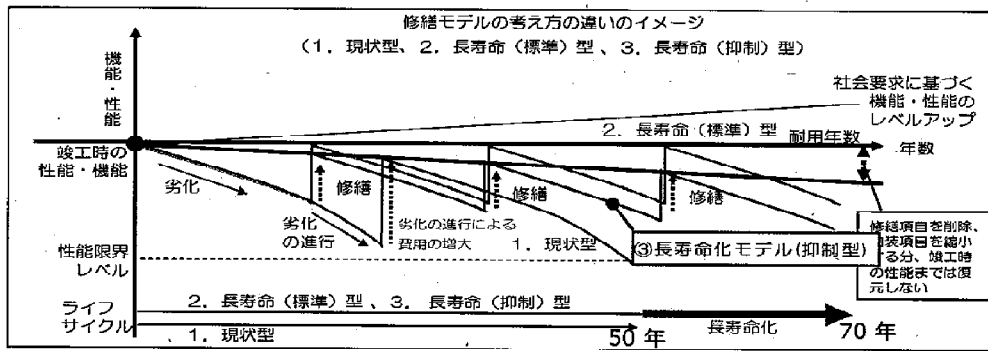 修繕モデルの考え方の違いのイメージ
（1．現状型、2．長寿命（標準）型、3．長寿命（抑制）型）
機能・性能
社会要求に基づく
機能・性能の
レベルアップ
2．長寿命（標準）型
耐用年数
年数
竣工時の
性能・機能
劣化
修繕
修繕
修繕
劣化
の進行
劣化の進行による
費用の増大
1．現状型
③長寿命化モデル(抑制型)
修繕項目を削除、
装項目を縮小
る分、竣工時
の性能までは復
元しない
性能限界
レベル
ライフ
サイクル
2．長寿命（標準）型、3．長寿命（抑制）型
1．現状型
50年
長寿命化
70年